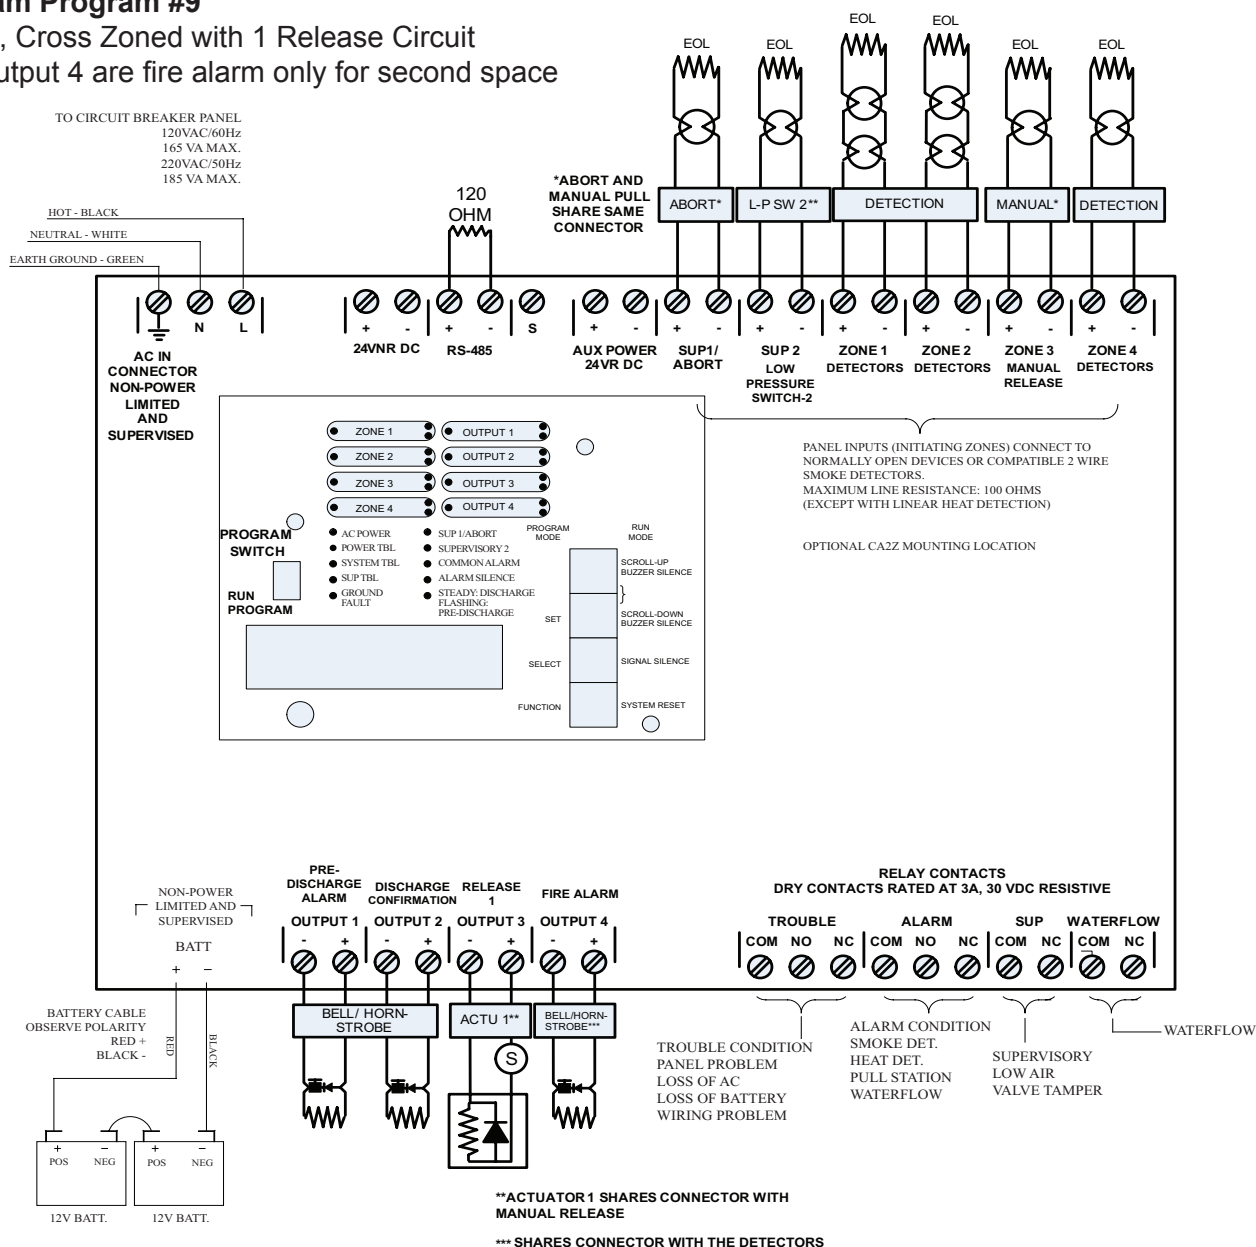 am Program #9
, Cross Zoned with 1 Release Circuit
utput 4 are fire alarm only for second space
TO CIRCUIT BREAKER PANEL
120VAC/60Hz
165 VA MAX.
220VAC/50Hz
185 VA MAX.
HOT - BLACK
NEUTRAL - WHITE
EARTH GROUND - GREEN
120
OHM
*ABORT AND
MANUAL PULL
SHARE SAME
CONNECTOR
EOL
EOL
EOL
EOL
EOL
EOL
ABORT*
L-P SW 2**
DETECTION
MANUAL*
DETECTION
N
L
AC IN
CONNECTOR
NON-POWER
LIMITED
AND
SUPERVISED
+ -
24VNR DC
+ -
RS-485
S
+ -
AUX POWER
24VR DC
+ -
SUP1/
ABORT
+ -
SUP 2
LOW
PRESSURE
SWITCH-2
+ -
ZONE 1
DETECTORS
+ -
ZONE 2
DETECTORS
+ -
ZONE 3
MANUAL
RELEASE
+ -
ZONE 4
DETECTORS
PANEL INPUTS (INITIATING ZONES) CONNECT TO
NORMALLY OPEN DEVICES OR COMPATIBLE 2 WIRE
SMOKE DETECTORS.
MAXIMUM LINE RESISTANCE: 100 OHMS
(EXCEPT WITH LINEAR HEAT DETECTION)
OPTIONAL CA2Z MOUNTING LOCATION
ZONE 1
ZONE 2
ZONE 3
ZONE 4
OUTPUT 1
OUTPUT 2
OUTPUT 3
OUTPUT 4
PROGRAM
SWITCH
RUN
PROGRAM
AC POWER
POWER TBL
SYSTEM TBL
SUP TBL
GROUND
FAULT
SUP 1/ABORT
SUPERVISORY 2
COMMON ALARM
ALARM SILENCE
STEADY: DISCHARGE
FLASHING:
PRE-DISCHARGE
PROGRAM
MODE
RUN
MODE
SCROLL-UP
BUZZER SILENCE
}
SET
SCROLL-DOWN
BUZZER SILENCE
SELECT
SIGNAL SILENCE
FUNCTION
SYSTEM RESET
NON-POWER
LIMITED AND
SUPERVISED
BATT
+ −
BATTERY CABLE
OBSERVE POLARITY
RED +
BLACK -
RED
BLACK
+ −
POS NEG
+ −
POS NEG
12V BATT.
12V BATT.
PRE-
DISCHARGE
ALARM
OUTPUT 1
- +
DISCHARGE
CONFIRMATION
OUTPUT 2
- +
RELEASE
1
OUTPUT 3
- +
FIRE ALARM
OUTPUT 4
- +
BELL/ HORN-
STROBE
ACTU 1**
BELL/HORN-
STROBE***
S
RELAY CONTACTS
DRY CONTACTS RATED AT 3A, 30 VDC RESISTIVE
TROUBLE
COM NO NC
ALARM
COM NO NC
SUP
COM NC
WATERFLOW
COM NC
TROUBLE CONDITION
PANEL PROBLEM
LOSS OF AC
LOSS OF BATTERY
WIRING PROBLEM
ALARM CONDITION
SMOKE DET.
HEAT DET.
PULL STATION
WATERFLOW
SUPERVISORY
LOW AIR
VALVE TAMPER
WATERFLOW
**ACTUATOR 1 SHARES CONNECTOR WITH
MANUAL RELEASE
*** SHARES CONNECTOR WITH THE DETECTORS